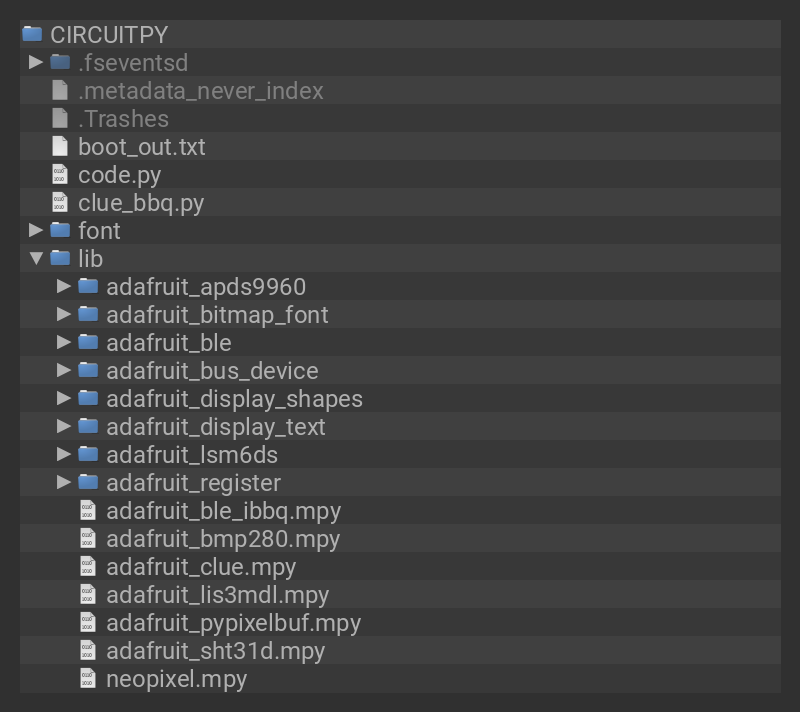 CIRCUITPY
.fseventsd
.metadata_never_index
.Trashes
boot_out.txt
code.py
clue_bbq.py
font
lib
adafruit_apds9960
adafruit_bitmap_font
adafruit_ble
adafruit_bus_device
adafruit_display_shapes
adafruit_display_text
adafruit_lsm6ds
adafruit_register
adafruit_ble_ibbq.mpy
adafruit_bmp280.mpy
adafruit_clue.mpy
adafruit_lis3mdl.mpy
adafruit_pypixelbuf.mpy
adafruit_sht31d.mpy
neopixel.mpy